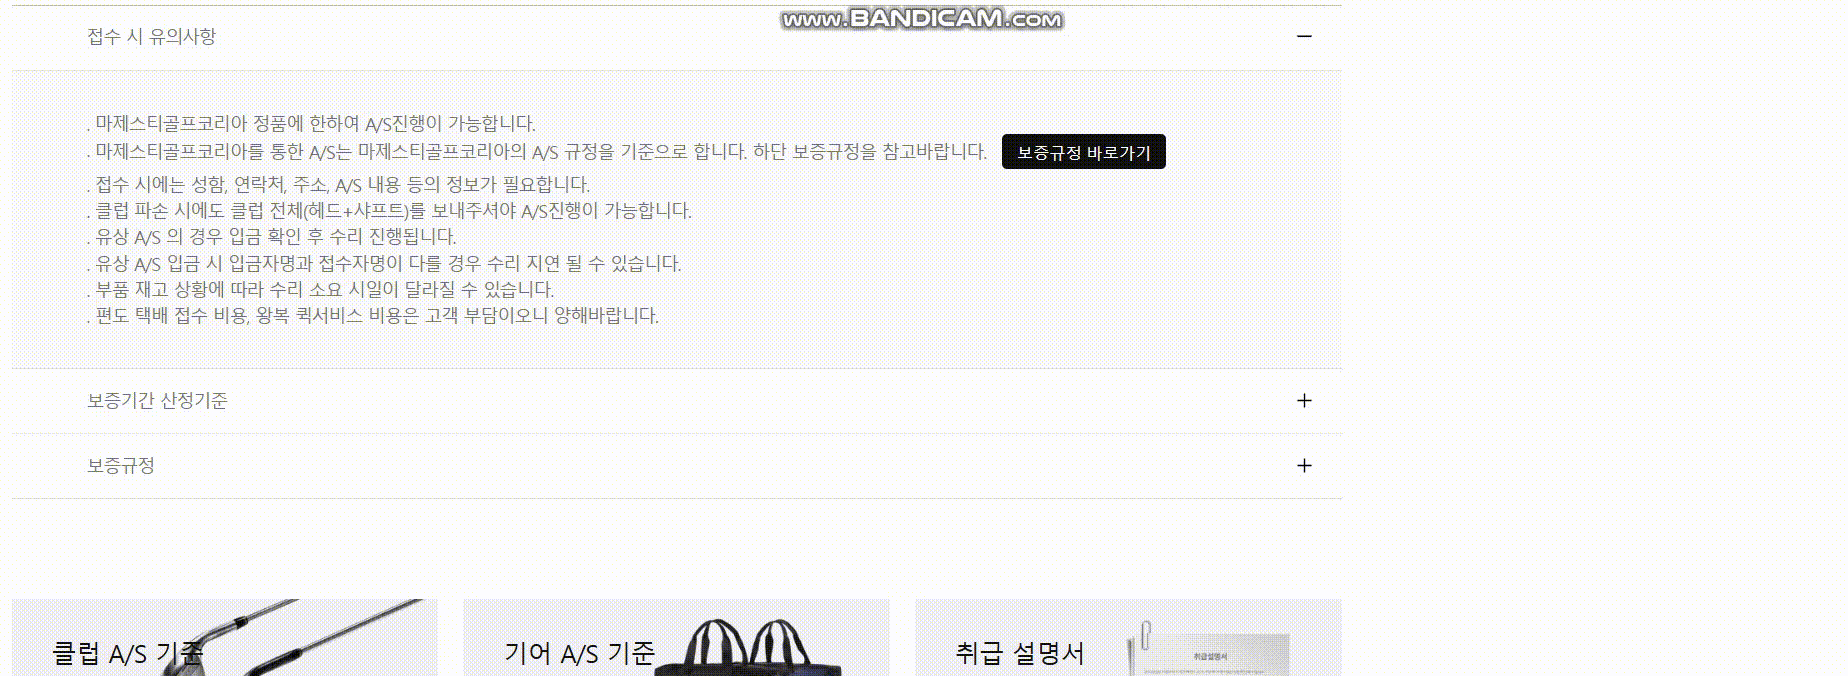 www.BANDICAM.com
접수 시 유의사항
. 마제스티골프코리아 정품에 한하여 A/S진행이 가능합니다.
. 마제스티골프코리아를 통한 A/S는 마제스티골프코리아의 A/S 규정을 기준으로 합니다. 하단 보증규정을 참고바랍니다. 보증규정 바로가기
. 접수 시에는 성함, 연락처, 주소, A/S 내용 등의 정보가 필요합니다.
. 클럽 파손 시에도 클럽 전체(헤드+샤프트)를 보내주셔야 A/S진행이 가능합니다.
. 유상 A/S 의 경우 입금 확인 후 수리 진행됩니다.
. 유상 A/S 입금 시 입금자명과 접수자명이 다를 경우 수리 지연 될 수 있습니다.
. 부품 재고 상황에 따라 수리 소요 시일이 달라질 수 있습니다.
. 편도 택배 접수 비용, 왕복 퀵서비스 비용은 고객 부담이오니 양해바랍니다.
보증기간 산정기준
보증규정
클럽 A/S 기준
기어 A/S 기준
취급 설명서
취급설명서